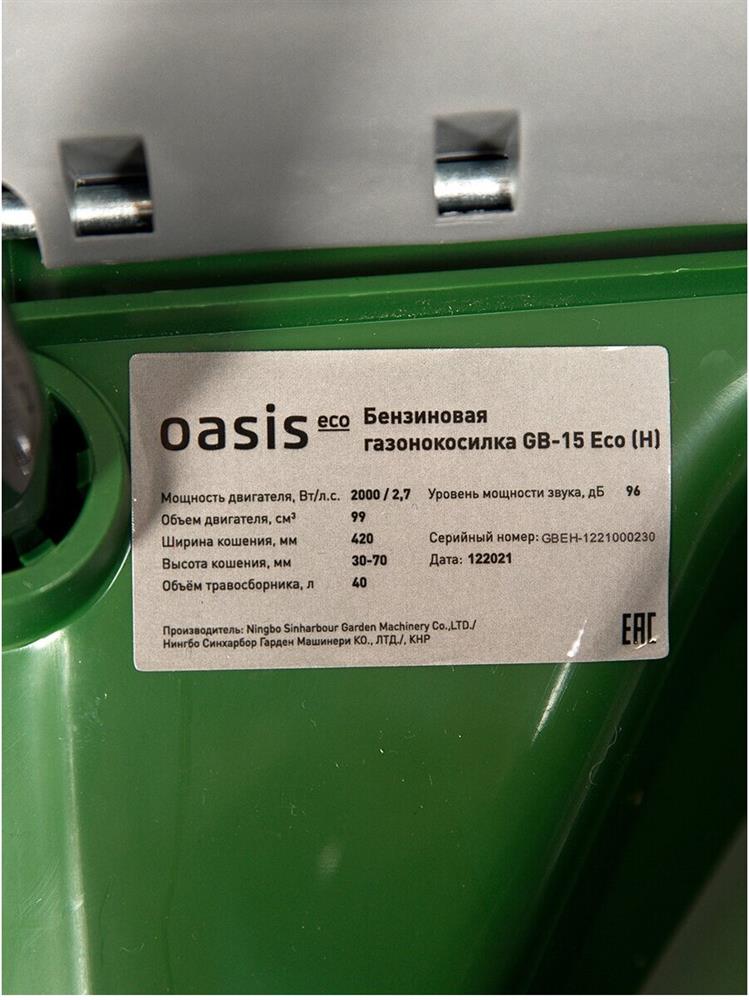 oasis eco
Бензиновая
газонокосилка GB-15 Eco (H)
Мощность двигателя, Вт/л.с. 2000 / 2,7
Объем двигателя, см³ 99
Ширина кошения, мм 420
Высота кошения, мм 30-70
Объём травосборника, л 40
Уровень мощности звука, дБ 96
Серийный номер: GBEH-1221000230
Дата: 122021
Производитель: Ningbo Sinharbour Garden Machinery Co.,LTD./
Нингбо Синхарбор Гарден Машинери КО., ЛТД./, КНР
EAC